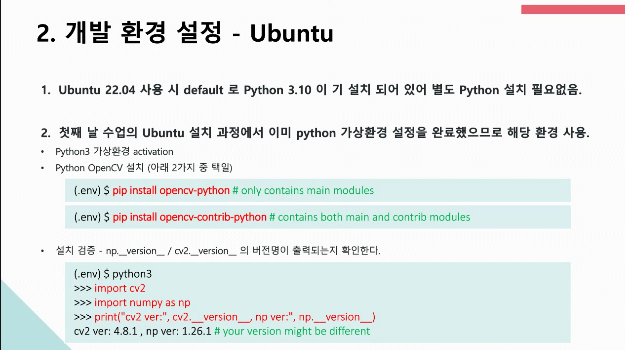 2. 개발 환경 설정 - Ubuntu
1. Ubuntu 22.04 사용 시 default 로 Python 3.10 이 기 설치 되어 있어 별도 Python 설치 필요없음.
2. 첫째 날 수업의 Ubuntu 설치 과정에서 이미 python 가상환경 설정을 완료했으므로 해당 환경 사용.
• Python3 가상환경 activation
• Python OpenCV 설치 (아래 2가지 중 택일)
(.env) $ pip install opencv-python # only contains main modules
(.env) $ pip install opencv-contrib-python # contains both main and contrib modules
• 설치 검증 - np.__version__ / cv2.__version__ 의 버전명이 출력되는지 확인한다.
(.env) $ python3
>>> import cv2
>>> import numpy as np
>>> print("cv2 ver:", cv2.__version__, np ver:", np.__version__)
cv2 ver: 4.8.1 , np ver: 1.26.1 # your version might be different